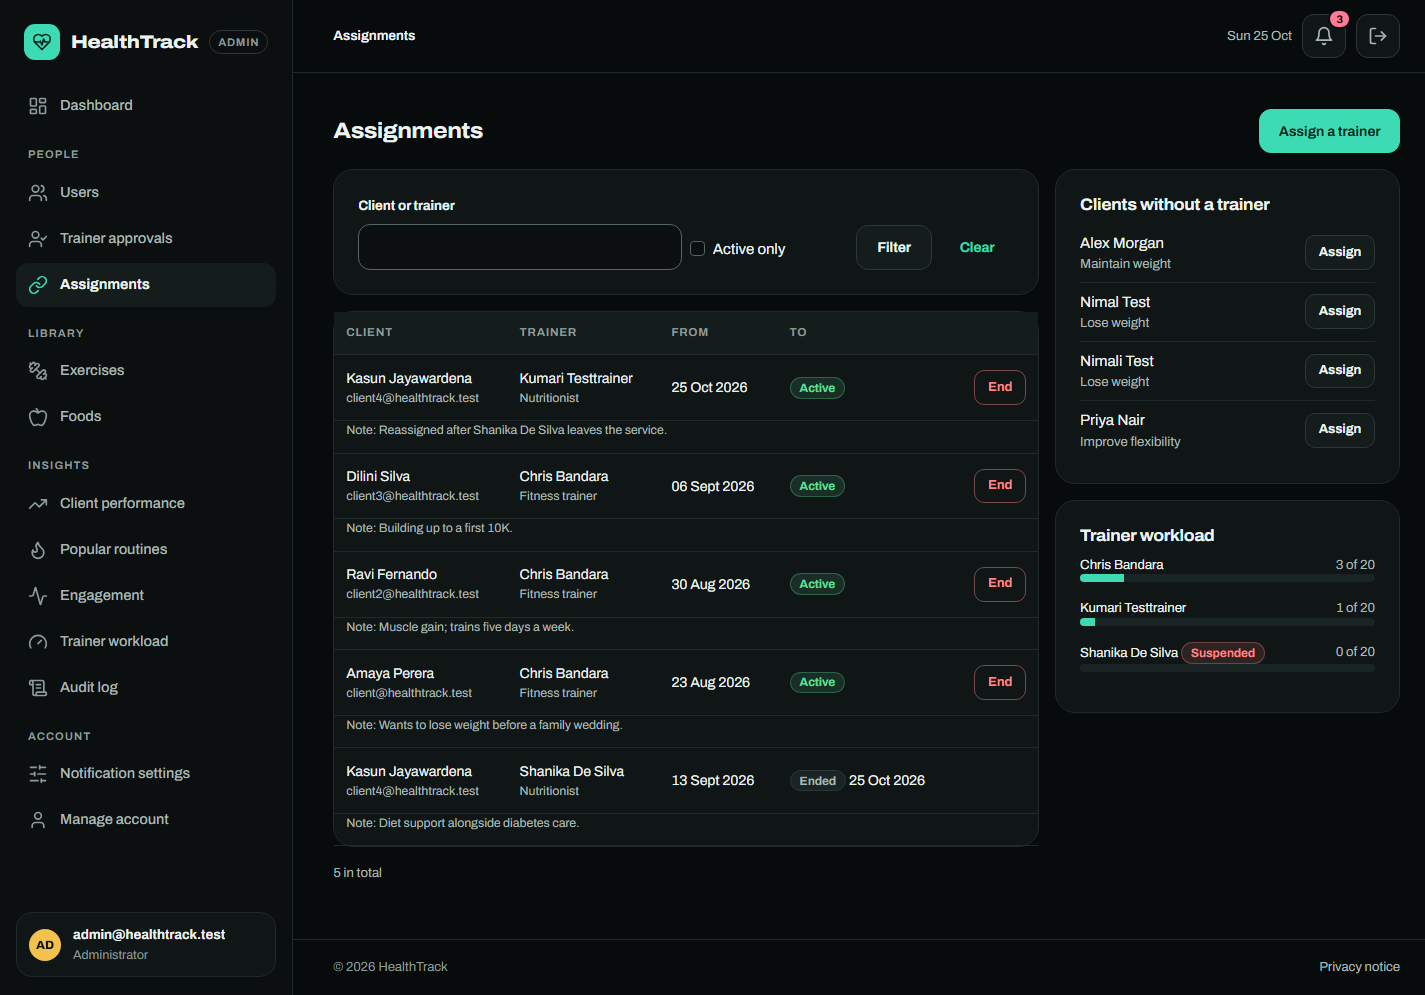 HealthTrack ADMIN
Dashboard
PEOPLE
Users
Trainer approvals
Assignments
LIBRARY
Exercises
Foods
INSIGHTS
Client performance
Popular routines
Engagement
Trainer workload
Audit log
ACCOUNT
Notification settings
Manage account
AD
admin@healthtrack.test
Administrator
Assignments
Sun 25 Oct
3
Assignments
Assign a trainer
Client or trainer
Active only
Filter
Clear
CLIENT TRAINER FROM TO
Kasun Jayawardena Kumari Testtrainer 25 Oct 2026 Active End
client4@healthtrack.test Nutritionist
Note: Reassigned after Shanika De Silva leaves the service.
Dilini Silva Chris Bandara 06 Sept 2026 Active End
client3@healthtrack.test Fitness trainer
Note: Building up to a first 10K.
Ravi Fernando Chris Bandara 30 Aug 2026 Active End
client2@healthtrack.test Fitness trainer
Note: Muscle gain; trains five days a week.
Amaya Perera Chris Bandara 23 Aug 2026 Active End
client@healthtrack.test Fitness trainer
Note: Wants to lose weight before a family wedding.
Kasun Jayawardena Shanika De Silva 13 Sept 2026 Ended 25 Oct 2026
client4@healthtrack.test Nutritionist
Note: Diet support alongside diabetes care.
5 in total
Clients without a trainer
Alex Morgan Assign
Maintain weight
Nimal Test Assign
Lose weight
Nimali Test Assign
Lose weight
Priya Nair Assign
Improve flexibility
Trainer workload
Chris Bandara 3 of 20
Kumari Testtrainer 1 of 20
Shanika De Silva Suspended 0 of 20
© 2026 HealthTrack
Privacy notice